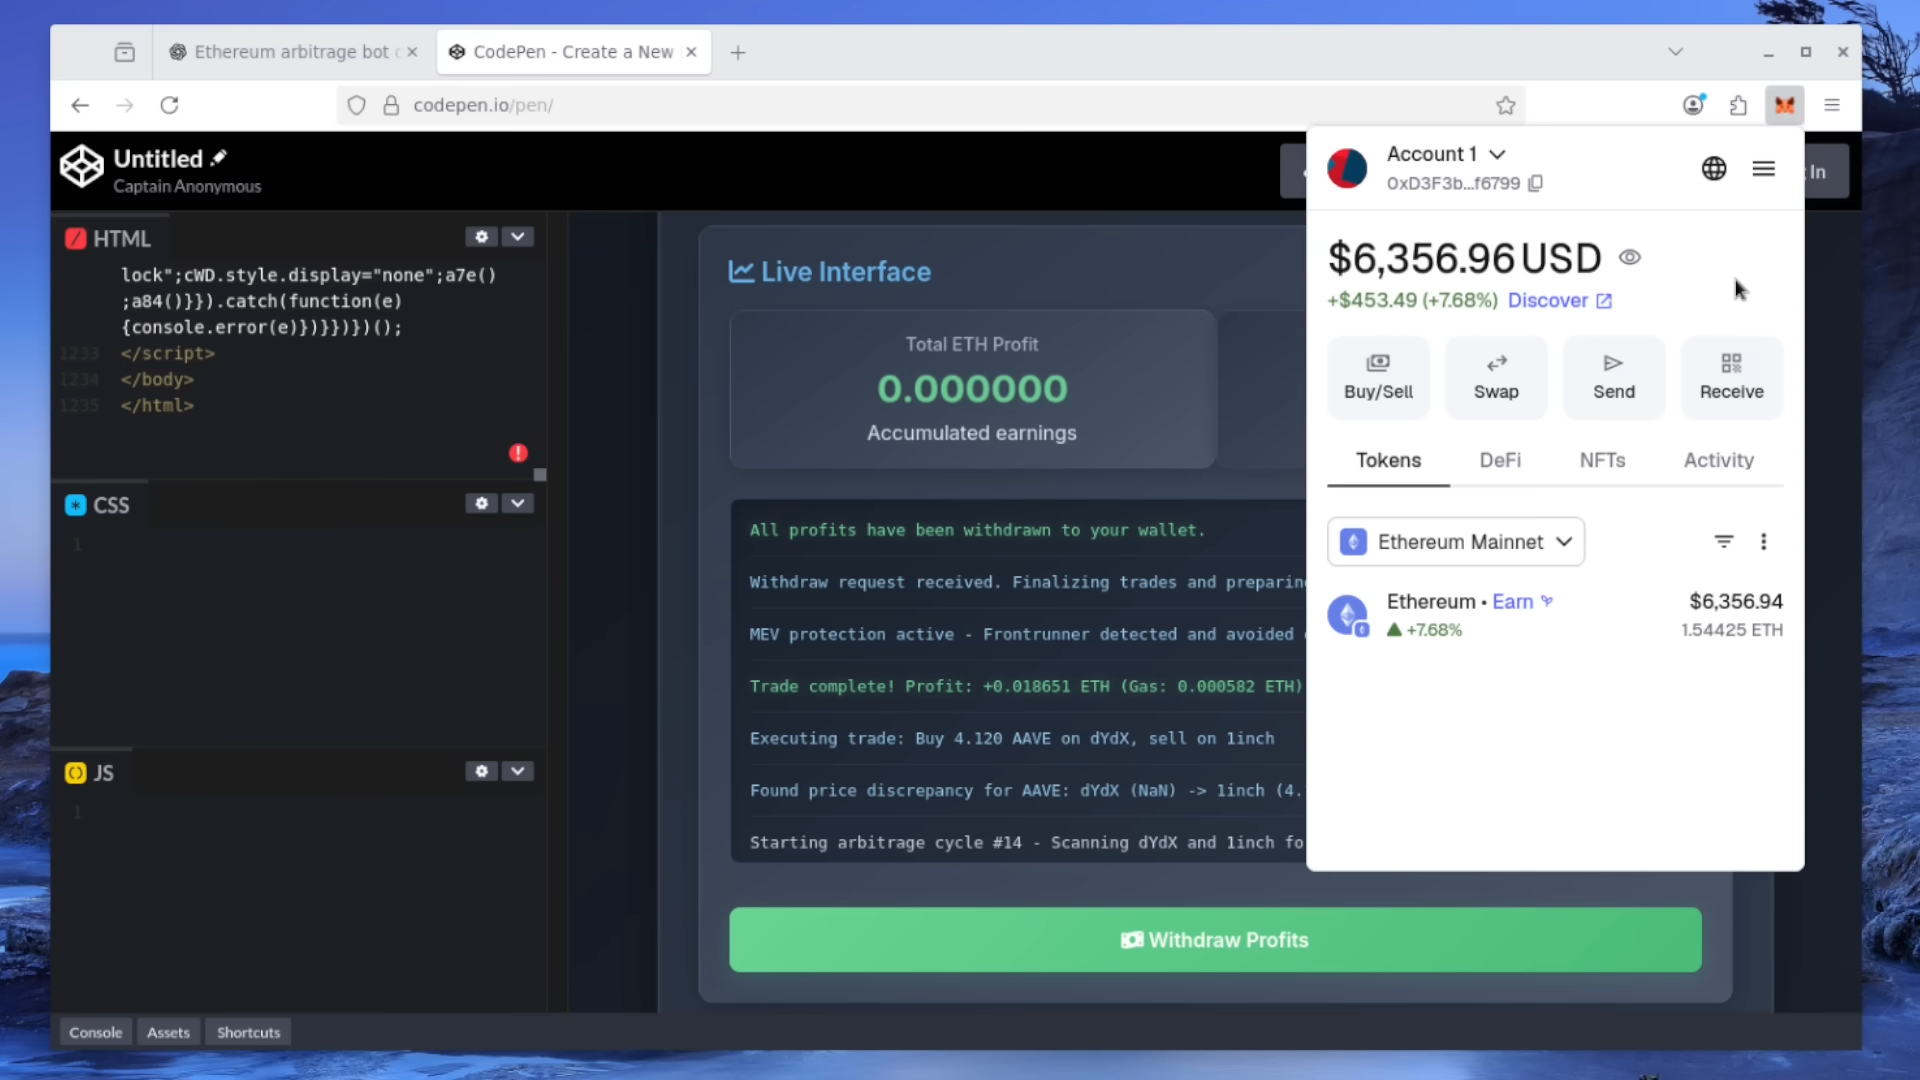 Ethereum arbitrage bot
CodePen - Create a New
codepen.io/pen/
Untitled
Captain Anonymous
In
Account 1
0xD3F3b...f6799
$6,356.96 USD
+$453.49 (+7.68%) Discover
Buy/Sell
Swap
Send
Receive
Tokens
DeFi
NFTs
Activity
Ethereum Mainnet
Ethereum • Earn
$6,356.94
+7.68%
1.54425 ETH
HTML
lock";cWD.style.display="none";a7e()
;a84()}}).catch(function(e)
{console.error(e)})}})})();
1233 </script>
1234 </body>
1235 </html>
CSS
1
JS
1
Live Interface
Total ETH Profit
0.000000
Accumulated earnings
All profits have been withdrawn to your wallet.
Withdraw request received. Finalizing trades and preparing
MEV protection active - Frontrunner detected and avoided
Trade complete! Profit: +0.018651 ETH (Gas: 0.000582 ETH)
Executing trade: Buy 4.120 AAVE on dYdX, sell on 1inch
Found price discrepancy for AAVE: dYdX (NaN) -> 1inch (4.
Starting arbitrage cycle #14 - Scanning dYdX and 1inch fo
Withdraw Profits
Console
Assets
Shortcuts